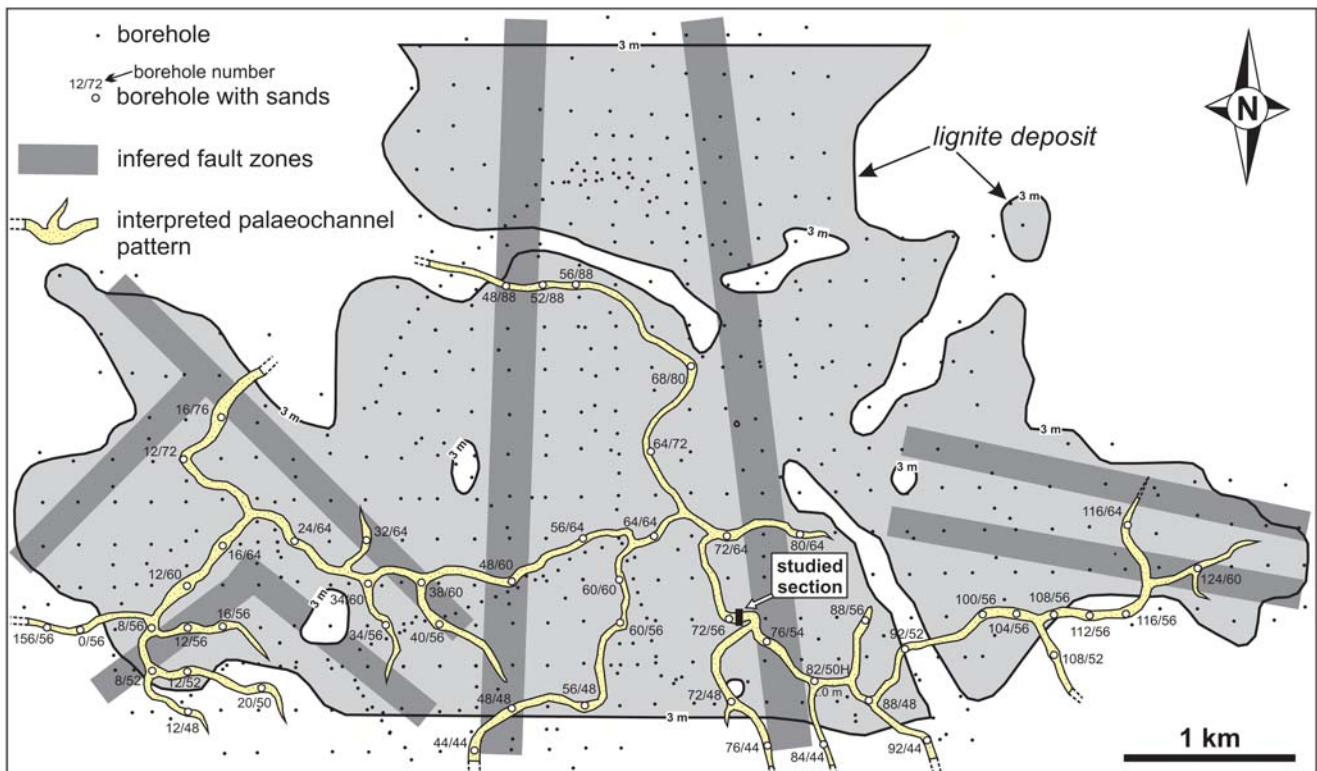 borehole
borehole number
12/72
borehole with sands
infered fault zones
interpreted palaeochannel
pattern
3 m
N
lignite deposit
3 m
3 m
56/88
48/88
52/88
68/80
16/76
3 m
3 m
12/72
64/72
3 m
3 m
116/64
24/64
32/64
56/64
64/64
72/64
80/64
16/64
studied
section
12/60
34/60
38/60
48/60
60/60
124/60
3 m
88/56
100/56
108/56
156/56
0/56
8/56
12/56
16/56
34/56
40/56
60/56
72/56
76/54
92/52
104/56
112/56
116/56
108/52
8/52
12/52
82/50H
20/50
48/48
56/48
72/48
88/48
12/48
3 m
44/44
76/44
84/44
92/44
1 km